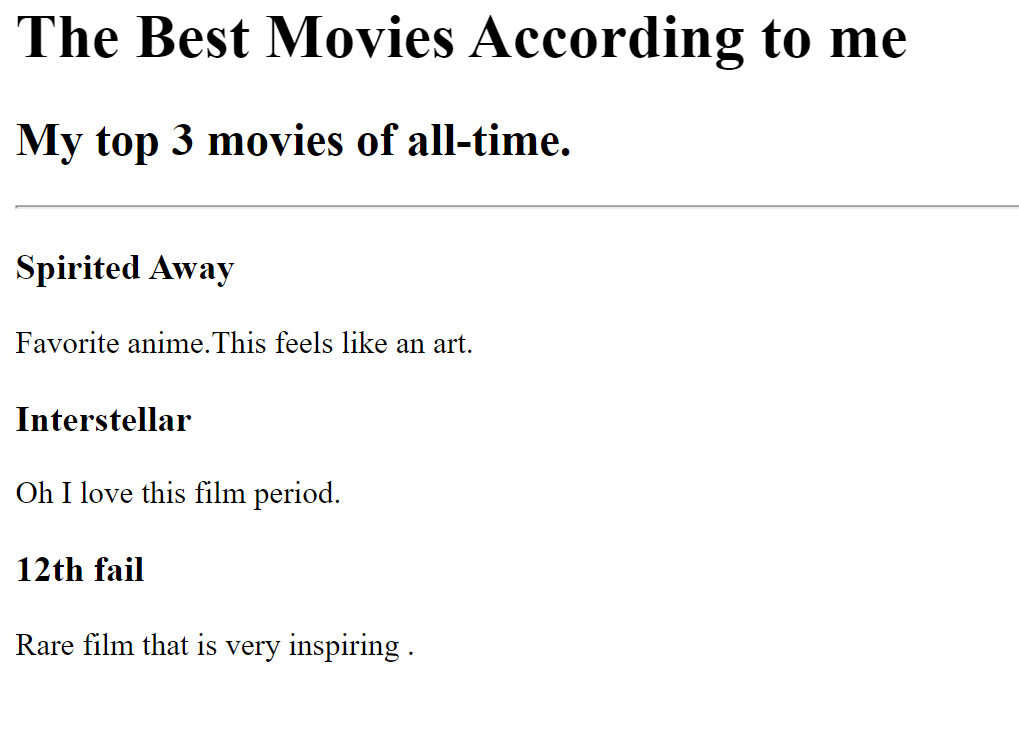 The Best Movies According to me
My top 3 movies of all-time.
Spirited Away
Favorite anime.This feels like an art.
Interstellar
Oh I love this film period.
12th fail
Rare film that is very inspiring .